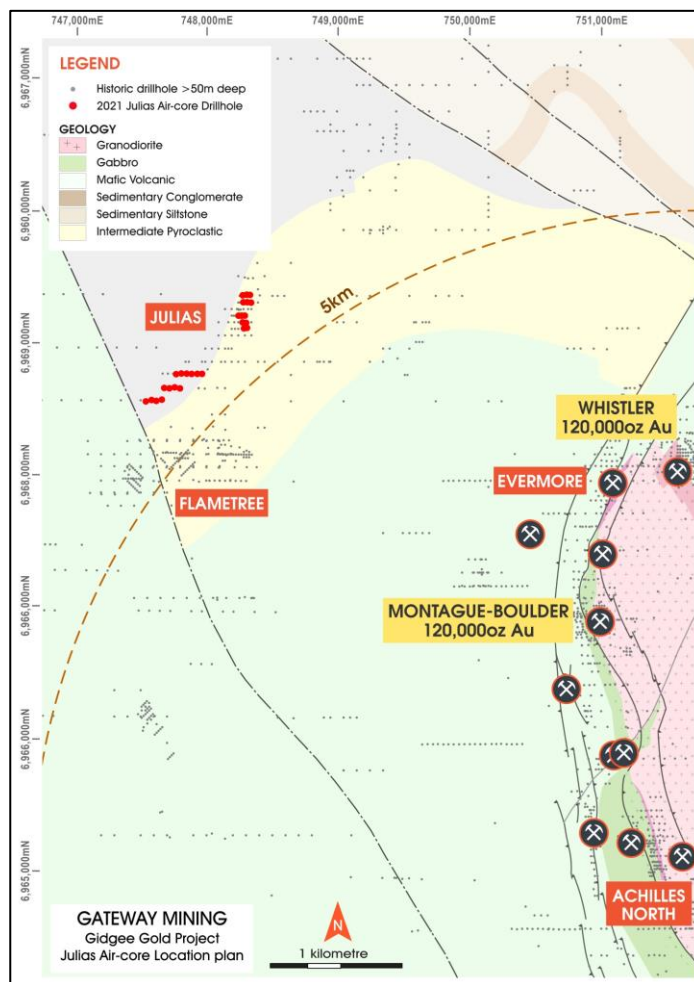 747,000mE
748,000mE
749,000mE
750,000mE
751,000mE
6,967,000mN
6,960,000mN
6,969,000mN
6,968,000mN
6,966,000mN
6,966,000mN
6,965,000mN
LEGEND
Historic drillhole >50m deep
2021 Julias Air-core Drillhole
GEOLOGY
Granodiorite
Gabbro
Mafic Volcanic
Sedimentary Conglomerate
Sedimentary Siltstone
Intermediate Pyroclastic
5km
JULIAS
WHISTLER
120,000oz Au
EVERMORE
FLAMETREE
MONTAGUE-BOULDER
120,000oz Au
ACHILLES
NORTH
GATEWAY MINING
Gidgee Gold Project
Julias Air-core Location plan
N
1 kilometre